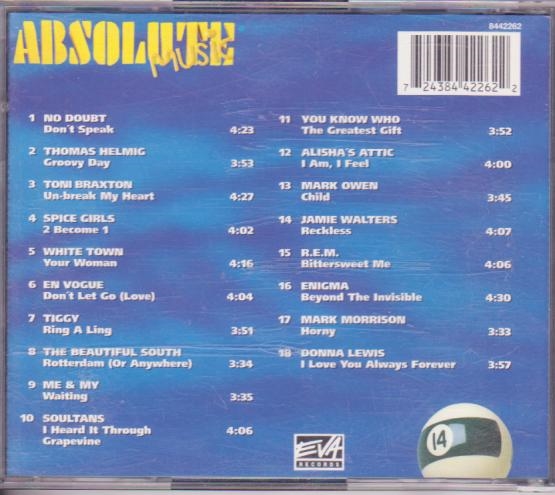 ABSOLUTE
MUSIC
8442262
7 24384 42262 2
1 NO DOUBT
Don't Speak 4:23
2 THOMAS HELMIG
Groovy Day 3:53
3 TONI BRAXTON
Un-break My Heart 4:27
4 SPICE GIRLS
2 Become 1 4:02
5 WHITE TOWN
Your Woman 4:16
6 EN VOGUE
Don't Let Go (Love) 4:04
7 TIGGY
Ring A Ling 3:51
8 THE BEAUTIFUL SOUTH
Rotterdam (Or Anywhere) 3:34
9 ME & MY
Waiting 3:35
10 SOULTANS
I Heard It Through 4:06
Grapevine
11 YOU KNOW WHO
The Greatest Gift 3:52
12 ALISHA'S ATTIC
I Am, I Feel 4:00
13 MARK OWEN
Child 3:45
14 JAMIE WALTERS
Reckless 4:07
15 R.E.M.
Bittersweet Me 4:06
16 ENIGMA
Beyond The Invisible 4:30
17 MARK MORRISON
Horny 3:33
18 DONNA LEWIS
I Love You Always Forever 3:57
EVA
RECORDS
14